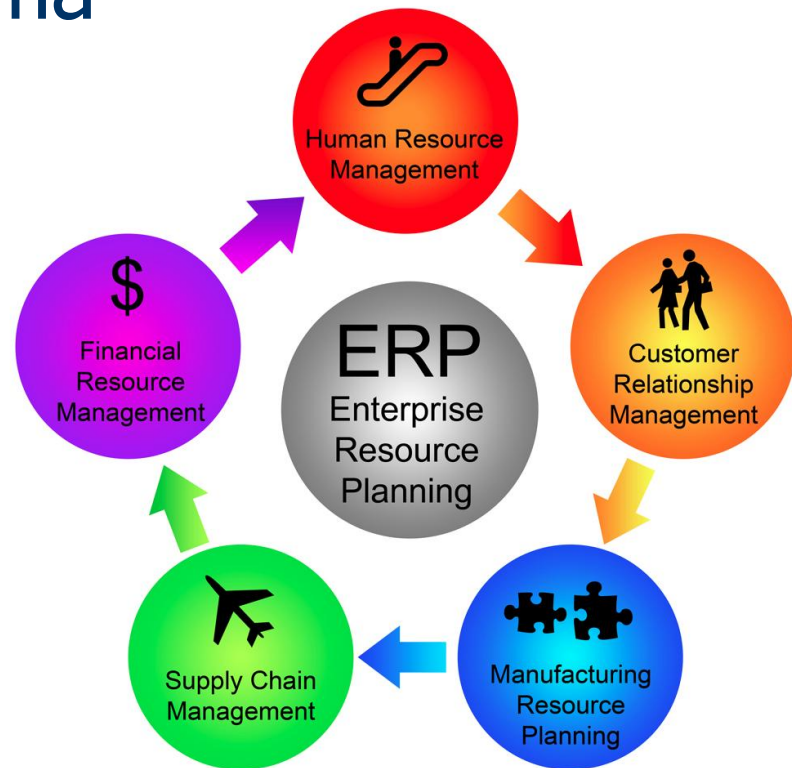 Human Resource
Management
$
Financial
Resource
Management
ERP
Enterprise
Resource
Planning
Customer
Relationship
Management
Supply Chain
Management
Manufacturing
Resource
Planning